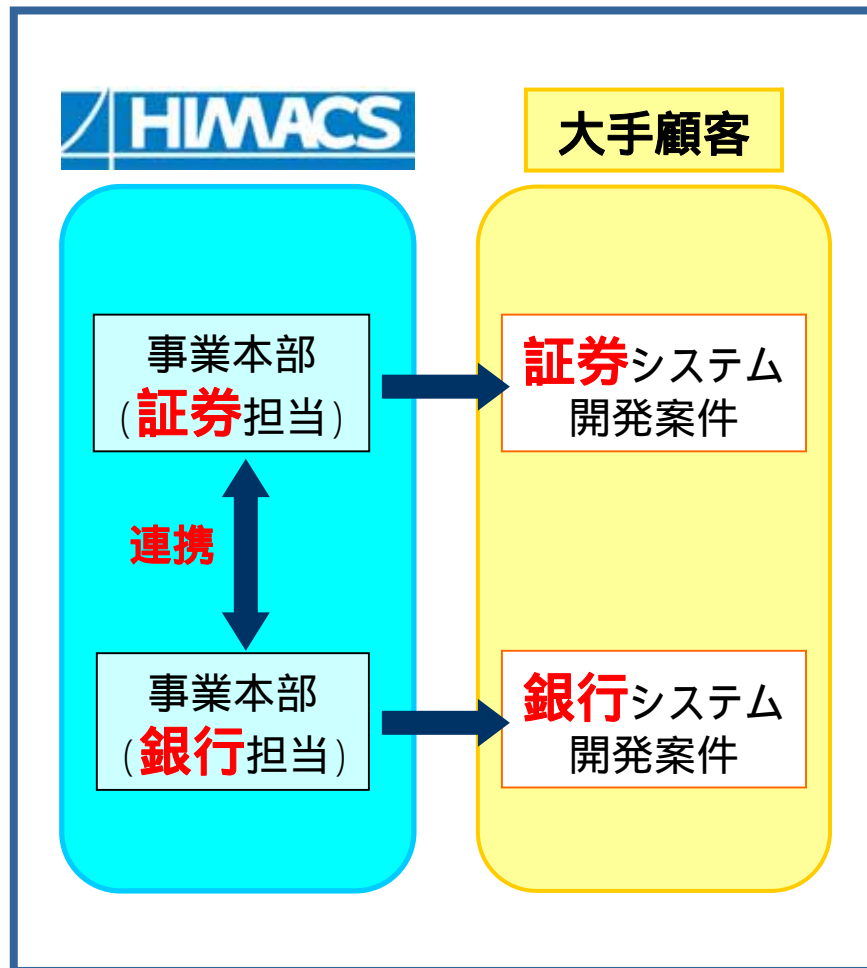 HIMACS
大手顧客
事業本部
（証券担当）
証券システム
開発案件
連携
事業本部
（銀行担当）
銀行システム
開発案件